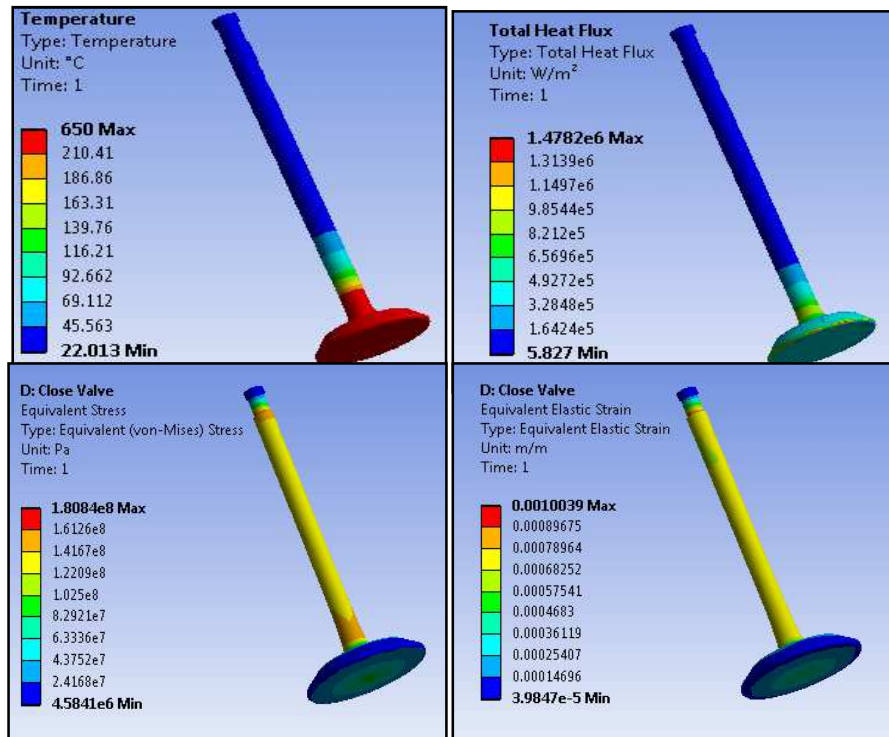 Temperature
Type: Temperature
Unit: °C
Time: 1
650 Max
210.41
186.86
163.31
139.76
116.21
92.662
69.112
45.563
22.013 Min
Total Heat Flux
Type: Total Heat Flux
Unit: W/m²
Time: 1
1.4782e6 Max
1.3139e6
1.1497e6
9.8544e5
8.212e5
6.5696e5
4.9272e5
3.2848e5
1.6424e5
5.827 Min
D: Close Valve
Equivalent Stress
Type: Equivalent (von-Mises) Stress
Unit: Pa
Time: 1
1.8084e8 Max
1.6126e8
1.4167e8
1.2209e8
1.025e8
8.2921e7
6.3336e7
4.3752e7
2.4168e7
4.5841e6 Min
D: Close Valve
Equivalent Elastic Strain
Type: Equivalent Elastic Strain
Unit: m/m
Time: 1
0.0010039 Max
0.00089675
0.00078964
0.00068252
0.00057541
0.0004683
0.00036119
0.00025407
0.00014696
3.9847e-5 Min